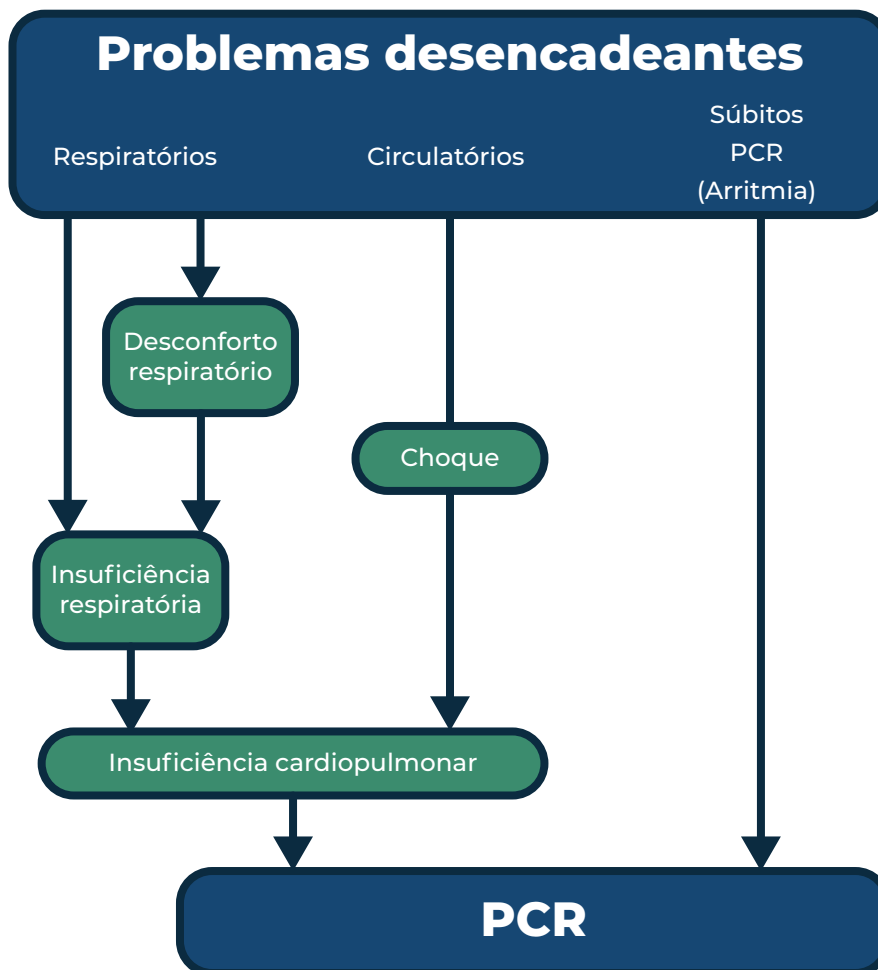 Problemas desencadeantes
Respiratórios
Circulatórios
Súbitos
PCR
(Arritmia)
Desconforto
respiratório
Choque
Insuficiência
respiratória
Insuficiência cardiopulmonar
PCR